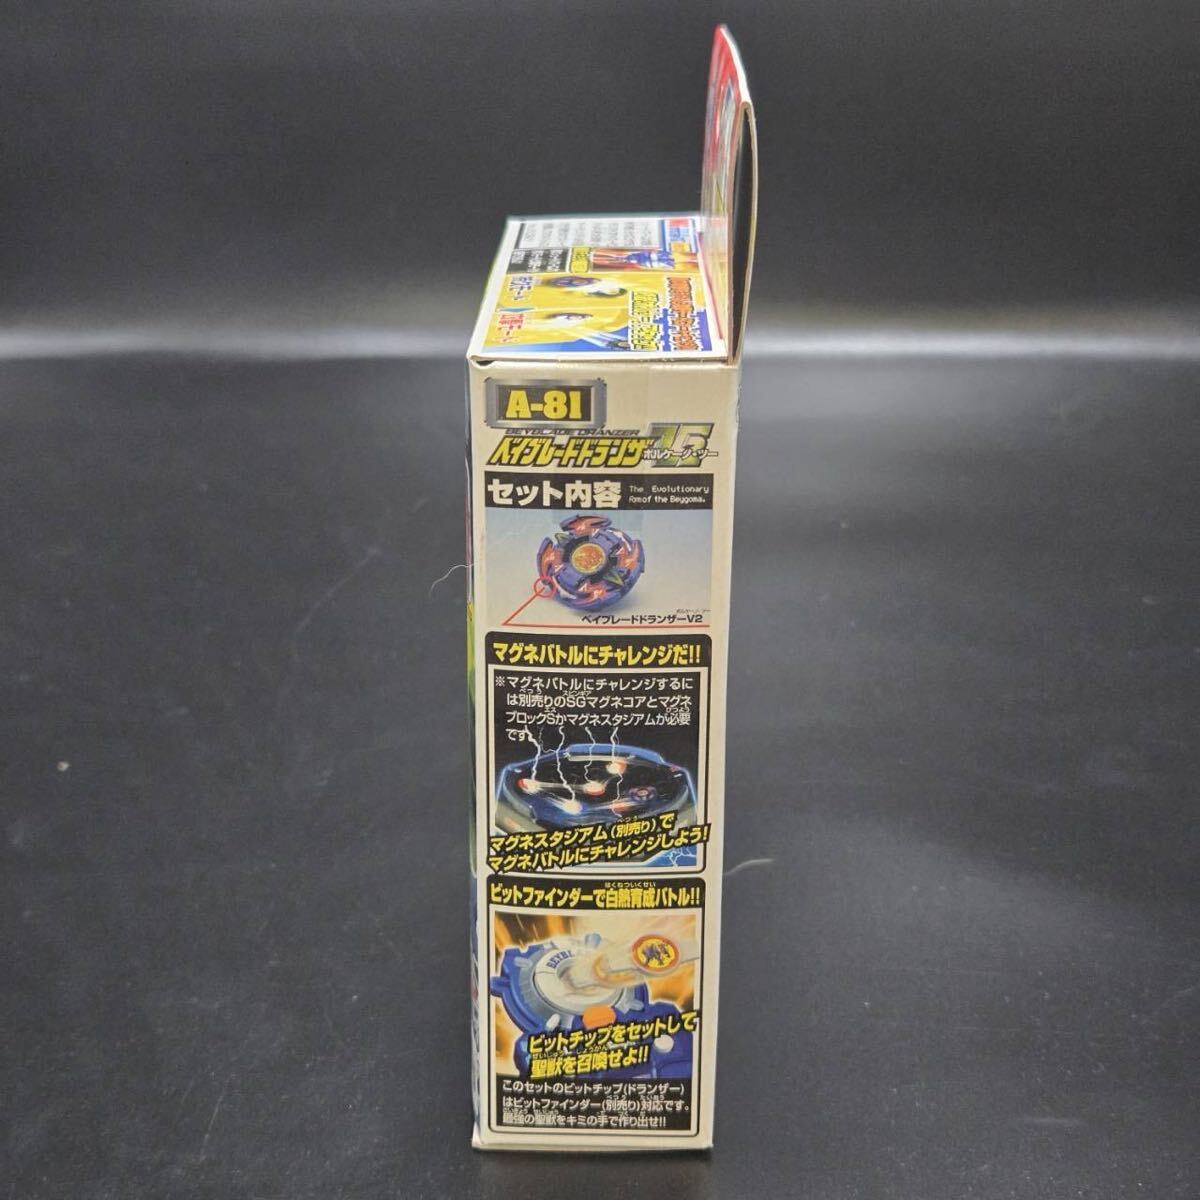 A-81
BEYBLADE DRANZER
ベイブレードドランザー V2
ボルケーノ・ツー
セット内容
The Evolutionary
Form of the Beygoma.
ボルケーノ・ツー
ベイブレードドランザーV2
マグネバトルにチャレンジだ!!
※マグネバトルにチャレンジするに
は別売りのSGマグネコアとマグネ
ブロックSかマグネスタジアムが必要
です。
マグネスタジアム(別売り)で
マグネバトルにチャレンジしよう!
ビットファインダーで白熱育成バトル!!
BEYBL
ビットチップをセットして
聖獣を召喚せよ!!
このセットのビットチップ(ドランザー)
はビットファインダー(別売り)対応です。
最強の聖獣をキミの手で作り出せ!!